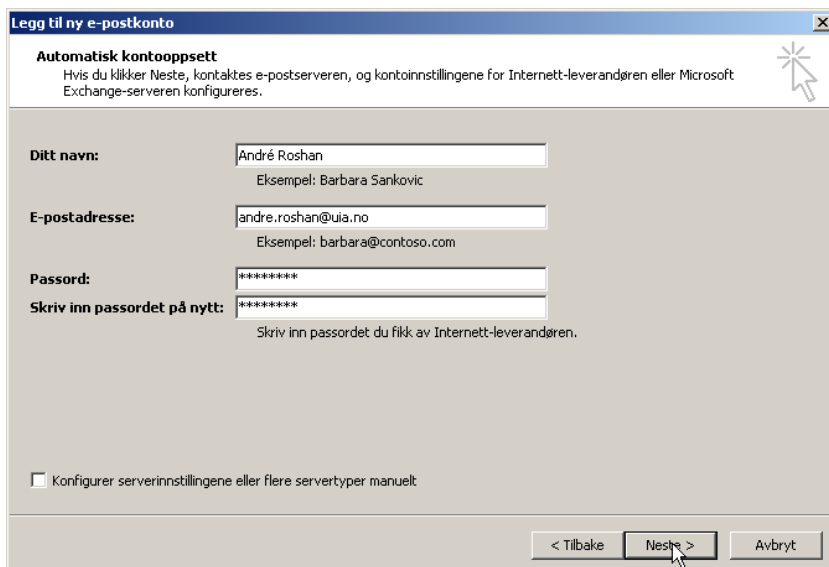 Legg til ny e-postkonto
Automatisk kontooppsett
Hvis du klikker Neste, kontaktes e-postserveren, og kontoinnstillingene for Internett-leverandøren eller Microsoft
Exchange-serveren konfigureres.
Ditt navn: André Roshan
Eksempel: Barbara Sankovic
E-postadresse: andre.roshan@uia.no
Eksempel: barbara@contoso.com
Passord: ********
Skriv inn passordet på nytt: ********
Skriv inn passordet du fikk av Internett-leverandøren.
Konfigurer serverinnstillingene eller flere servertyper manuelt
< Tilbake Neste > Avbryt